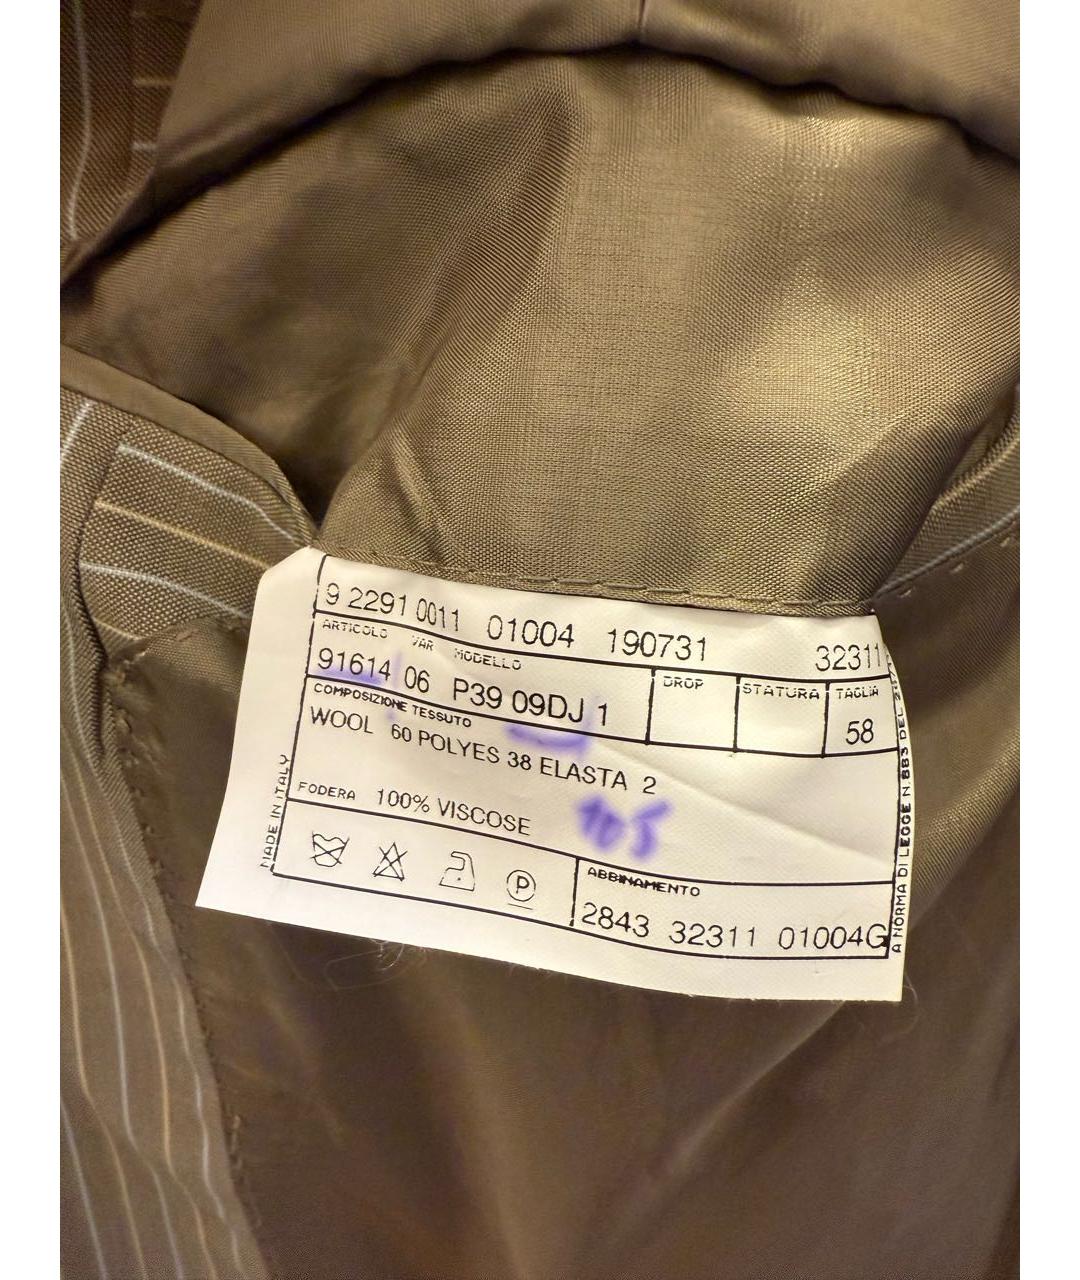 9 2291 0011 01004 190731 32311
ARTICOLO VAR MODELLO DROP STATURA TAGLIA
91614 06 P39 09DJ 1 58
COMPOSIZIONE TESSUTO
WOOL 60 POLYES 38 ELASTA 2
FODERA 100% VISCOSE
105
P
ABBINAMENTO
2843 32311 01004G
MADE IN ITALY
A NORMA DI LEGGE N.883 DEL